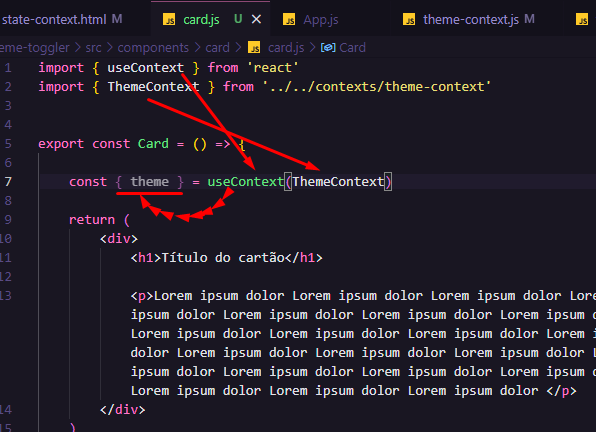 state-context.html M
JS card.js U
JS App.js
JS theme-context.js M
JS
eme-toggler > src > components > card > JS card.js > Card
1 import { useContext } from 'react'
2 import { ThemeContext } from '../../contexts/theme-context'
3
4
5 export const Card = () => {
6
7 const { theme } = useContext(ThemeContext)
8
9 return (
10 <div>
11 <h1>Título do cartão</h1>
12
13 <p>Lorem ipsum dolor Lorem ipsum dolor Lorem ipsum dolor Lore
ipsum dolor Lorem ipsum dolor Lorem ipsum dolor Lorem ipsum d
Lorem ipsum dolor Lorem ipsum dolor Lorem ipsum dolor Lorem i
dolor Lorem ipsum dolor Lorem ipsum dolor Lorem ipsum dolor L
ipsum dolor Lorem ipsum dolor Lorem ipsum dolor Lorem ipsum d
Lorem ipsum dolor Lorem ipsum dolor Lorem ipsum dolor </p>
14 </div>
)